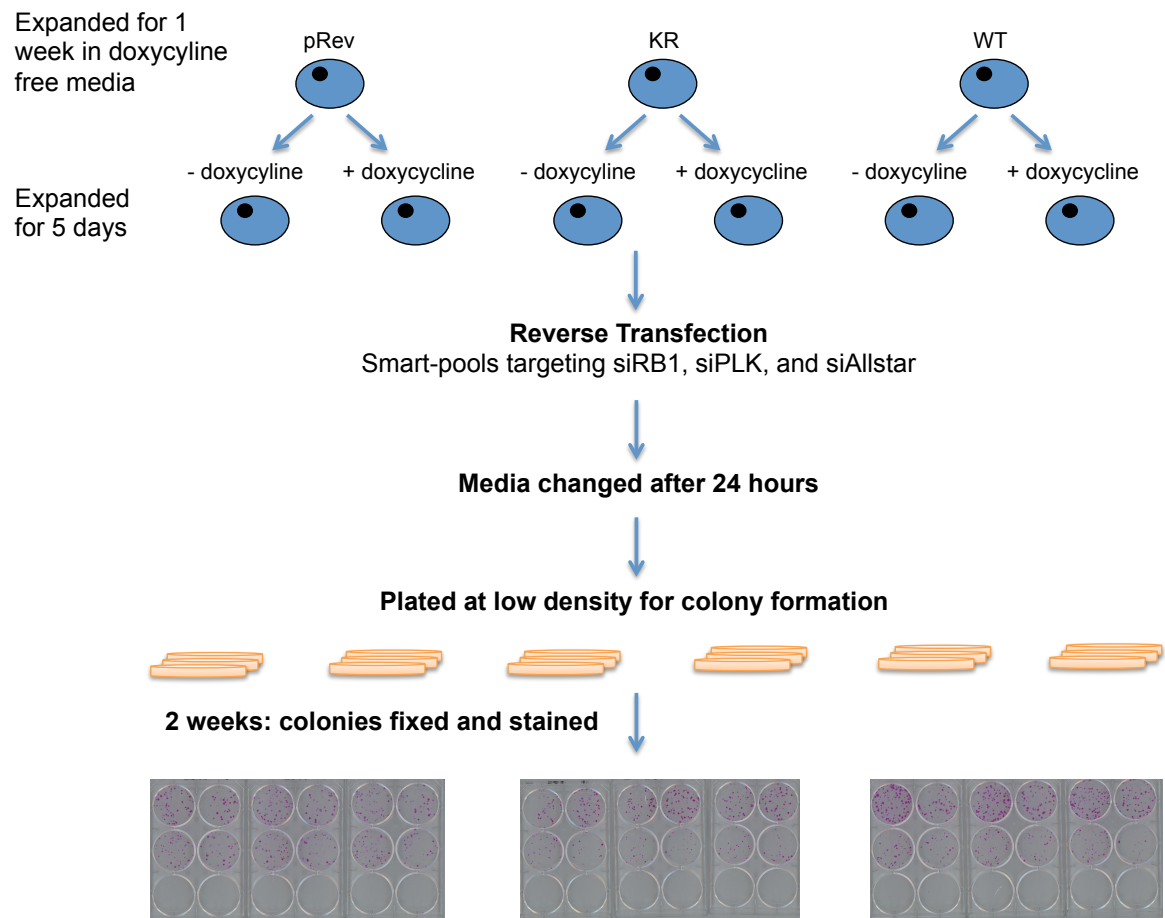 Expanded for 1
week in doxycyline
free media
pRev
KR
WT
- doxycyline
+ doxycycline
- doxycyline
+ doxycycline
- doxycyline
+ doxycycline
Expanded
for 5 days
Reverse Transfection
Smart-pools targeting siRB1, siPLK, and siAllstar
Media changed after 24 hours
Plated at low density for colony formation
2 weeks: colonies fixed and stained